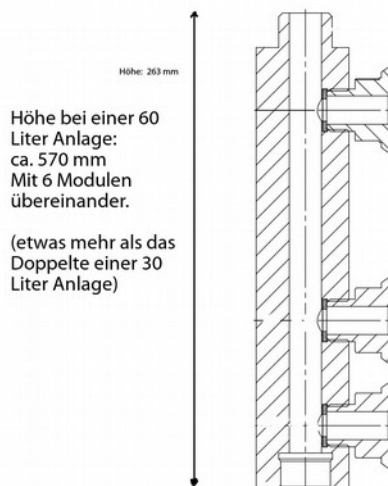 Höhe: 263 mm
Höhe bei einer 60
Liter Anlage:
ca. 570 mm
Mit 6 Modulen
übereinander.
(etwas mehr als das
Doppelte einer 30
Liter Anlage)